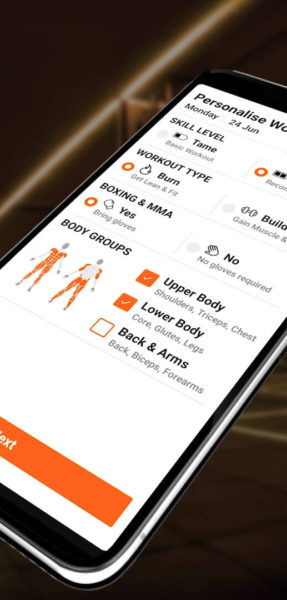 Personalise Wo
Monday 24 Jun
SKILL LEVEL
Tame
Basic Workout
Recom
WORKOUT TYPE
Burn
Get Lean & Fit
Build
Gain Muscle &
BOXING & MMA
Yes
Bring gloves
No
No gloves required
BODY GROUPS
Upper Body
Shoulders, Triceps, Chest
Lower Body
Core, Glutes, Legs
Back & Arms
Back, Biceps, Forearms
Next